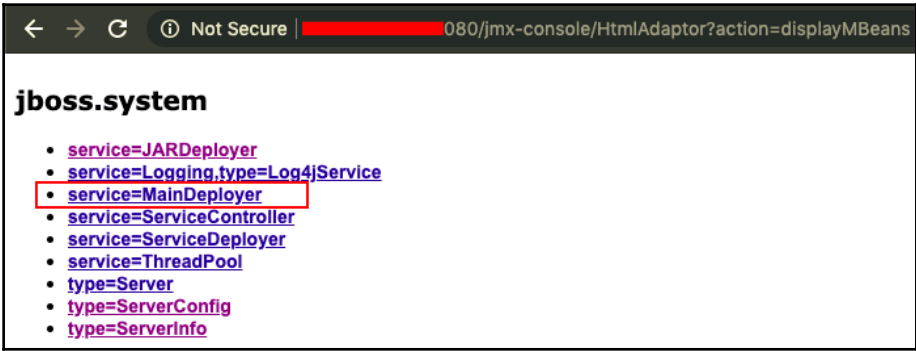 Not Secure | 080/jmx-console/HtmlAdaptor?action=displayMBeans
jboss.system
service=JARDeployer
service=Logging,type=Log4jService
service=MainDeployer
service=ServiceController
service=ServiceDeployer
service=ThreadPool
type=Server
type=ServerConfig
type=ServerInfo